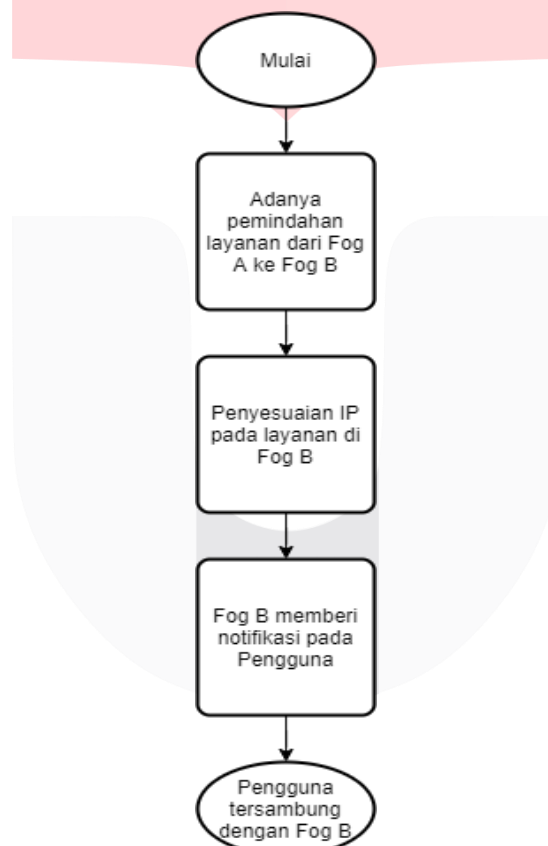 Mulai
Adanya
pemindahan
layanan dari Fog
A ke Fog B
Penyesuaian IP
pada layanan di
Fog B
Fog B memberi
notifikasi pada
Pengguna
Pengguna
tersambung
dengan Fog B